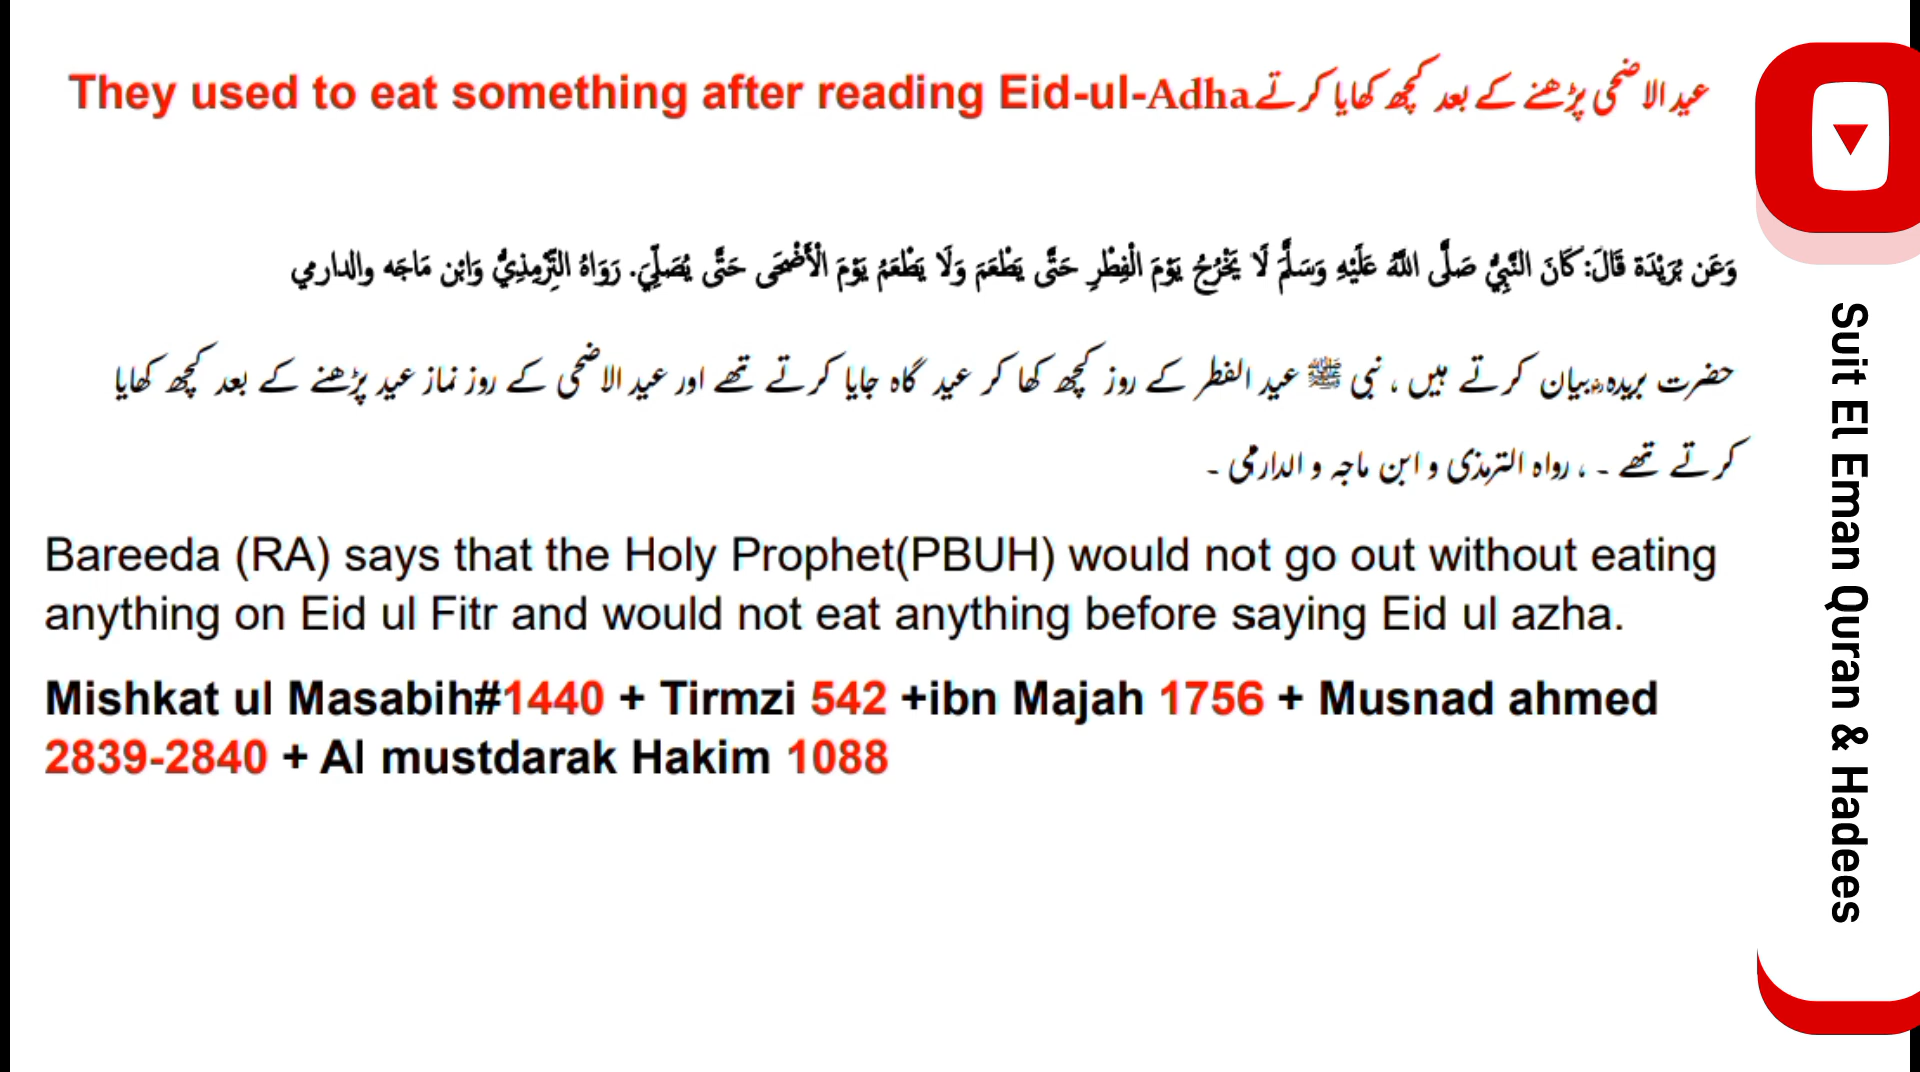 They used to eat something after reading Eid-ul-Adha عید الاضحی پڑھنے کے بعد کچھ کھایا کرتے
وَعَن بُرَيْدَة قَالَ: كَانَ النَّبِيُّ صَلَّى اللَّهُ عَلَيْهِ وَسَلَّمَ لَا يَخْرُجُ يَوْمَ الْفِطْرِ حَتَّى يَطْعَمَ وَلَا يَطْعَمُ يَوْمَ الْأَضْحَى حَتَّى يُصَلِّيَ. رَوَاهُ التِّرْمِذِيُّ وَابْن مَاجَه والدارمي
حضرت بریدہ ؓ بیان کرتے ہیں ، نبی ﷺ عید الفطر کے روز کچھ کھا کر عید گاہ جایا کرتے تھے اور عید الاضحی کے روز نماز عید پڑھنے کے بعد کچھ کھایا
کرتے تھے ۔ ، رواہ الترمذی و ابن ماجہ و الدارمی ۔
Bareeda (RA) says that the Holy Prophet(PBUH) would not go out without eating
anything on Eid ul Fitr and would not eat anything before saying Eid ul azha.
Mishkat ul Masabih#1440 + Tirmzi 542 +ibn Majah 1756 + Musnad ahmed
2839-2840 + Al mustdarak Hakim 1088
Suit El Eman Quran & Hadees